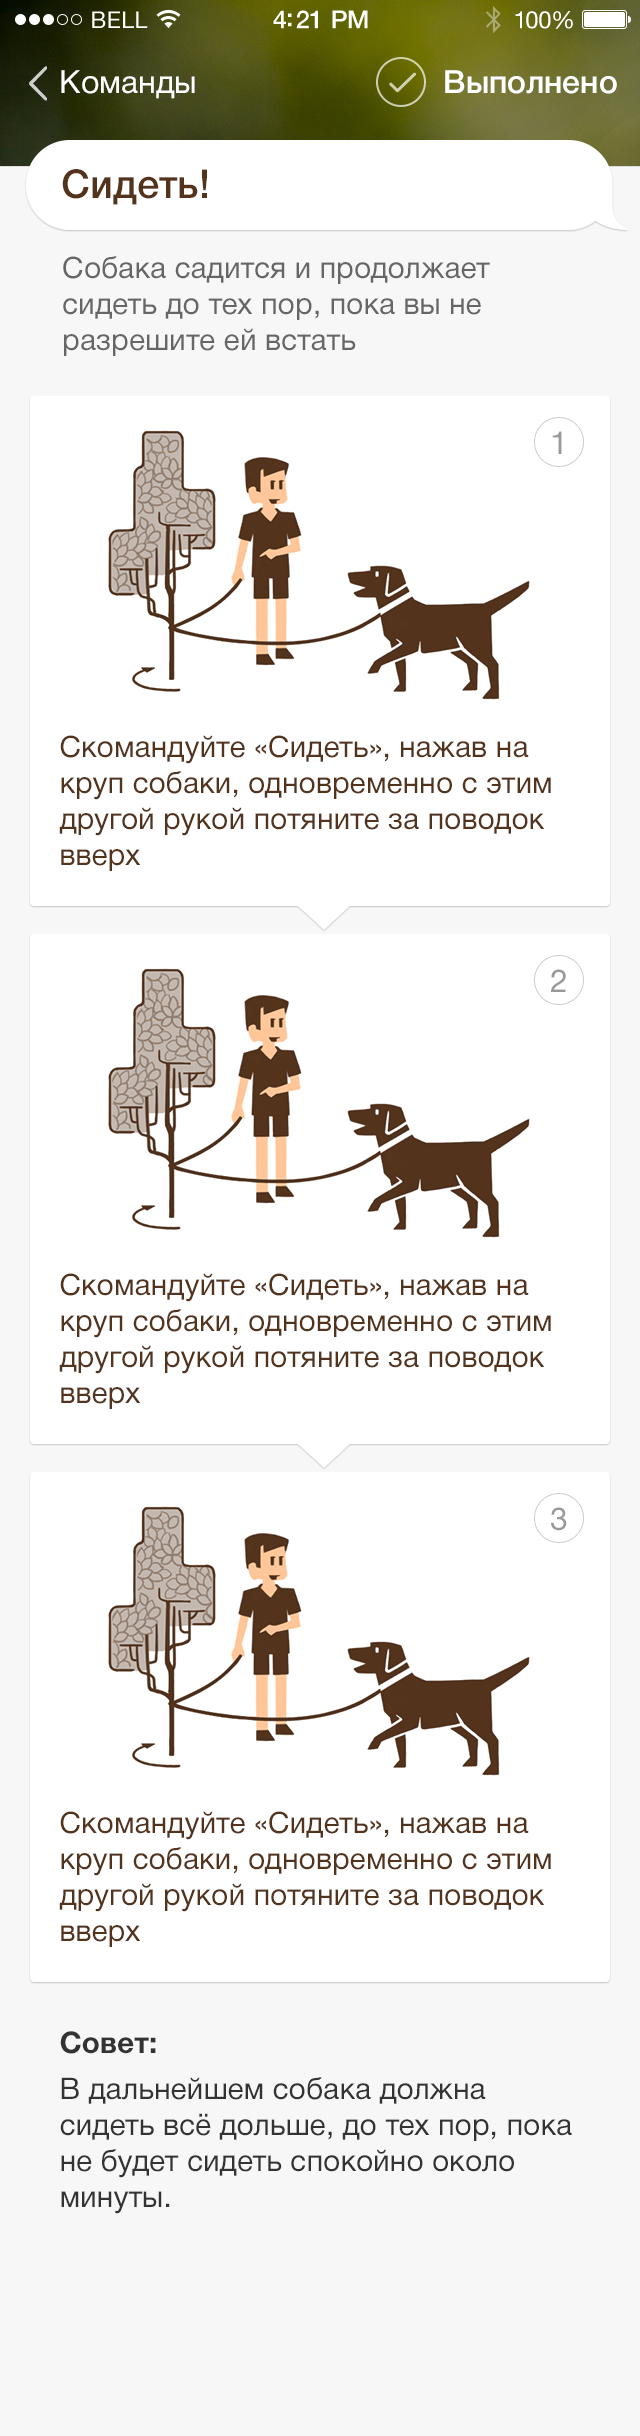 BELL 4:21 PM 100%
Команды Выполнено
Сидеть!
Собака садится и продолжает
сидеть до тех пор, пока вы не
разрешите ей встать
1
Скомандуйте «Сидеть», нажав на
круп собаки, одновременно с этим
другой рукой потяните за поводок
вверх
2
Скомандуйте «Сидеть», нажав на
круп собаки, одновременно с этим
другой рукой потяните за поводок
вверх
3
Скомандуйте «Сидеть», нажав на
круп собаки, одновременно с этим
другой рукой потяните за поводок
вверх
Совет:
В дальнейшем собака должна
сидеть всё дольше, до тех пор, пока
не будет сидеть спокойно около
минуты.